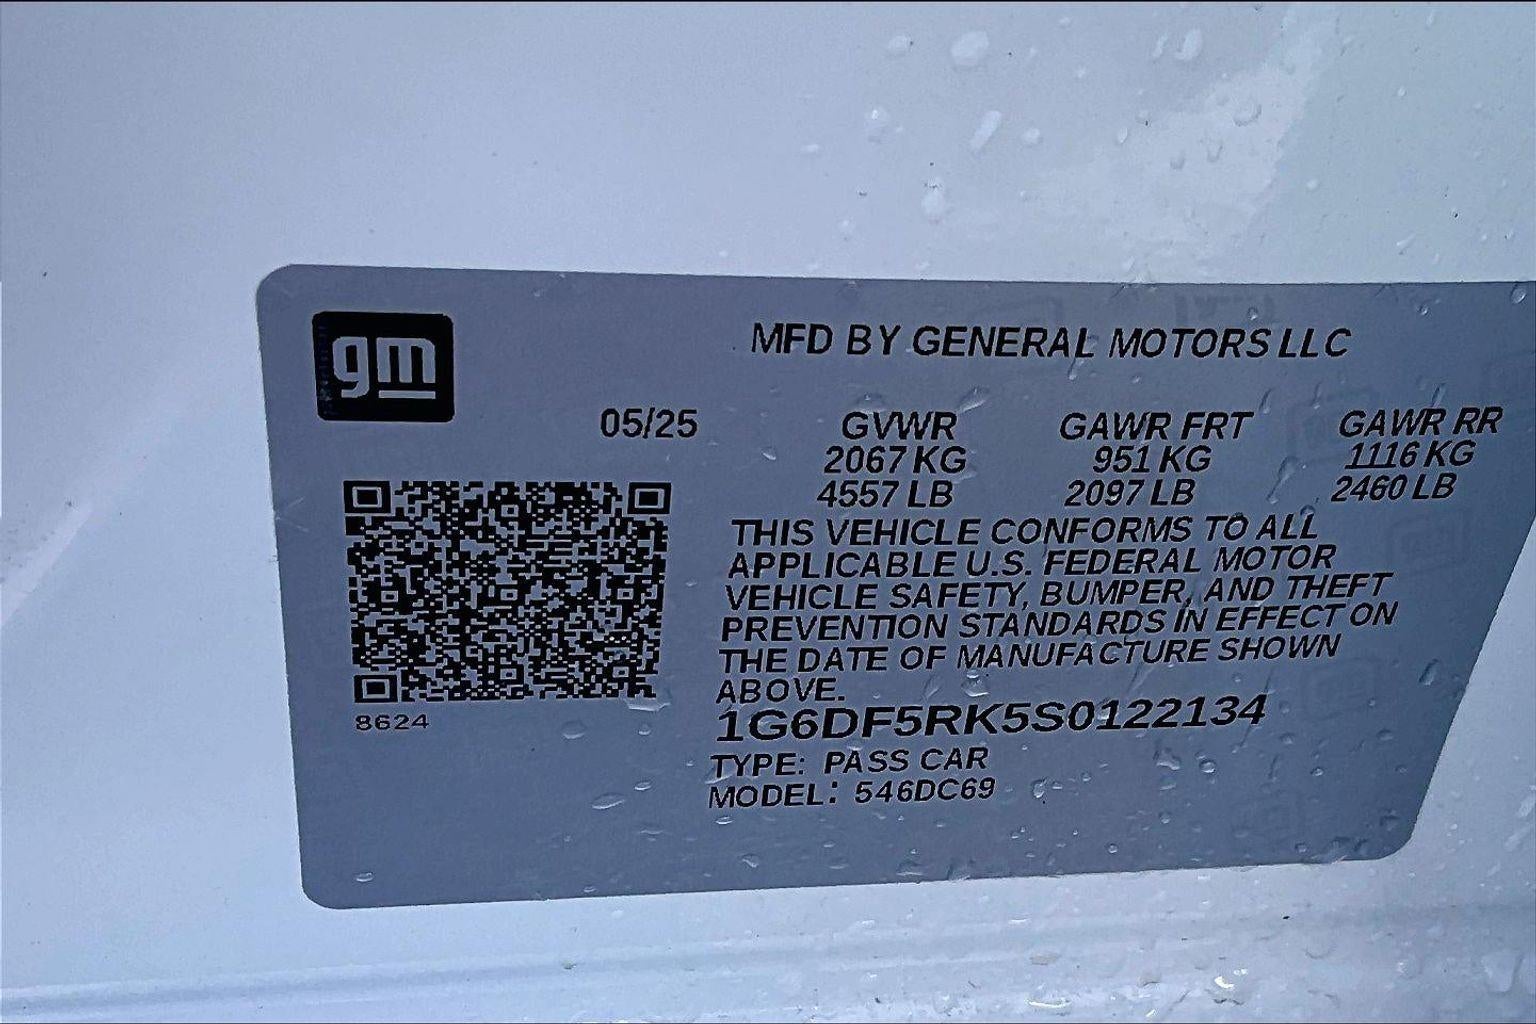 gm
MFD BY GENERAL MOTORS LLC
05/25 GVWR GAWR FRT GAWR RR
2067 KG 951 KG 1116 KG
4557 LB 2097 LB 2460 LB
THIS VEHICLE CONFORMS TO ALL
APPLICABLE U.S. FEDERAL MOTOR
VEHICLE SAFETY, BUMPER, AND THEFT
PREVENTION STANDARDS IN EFFECT ON
THE DATE OF MANUFACTURE SHOWN
ABOVE.
8624
1G6DF5RK5S0122134
TYPE: PASS CAR
MODEL: 546DC69